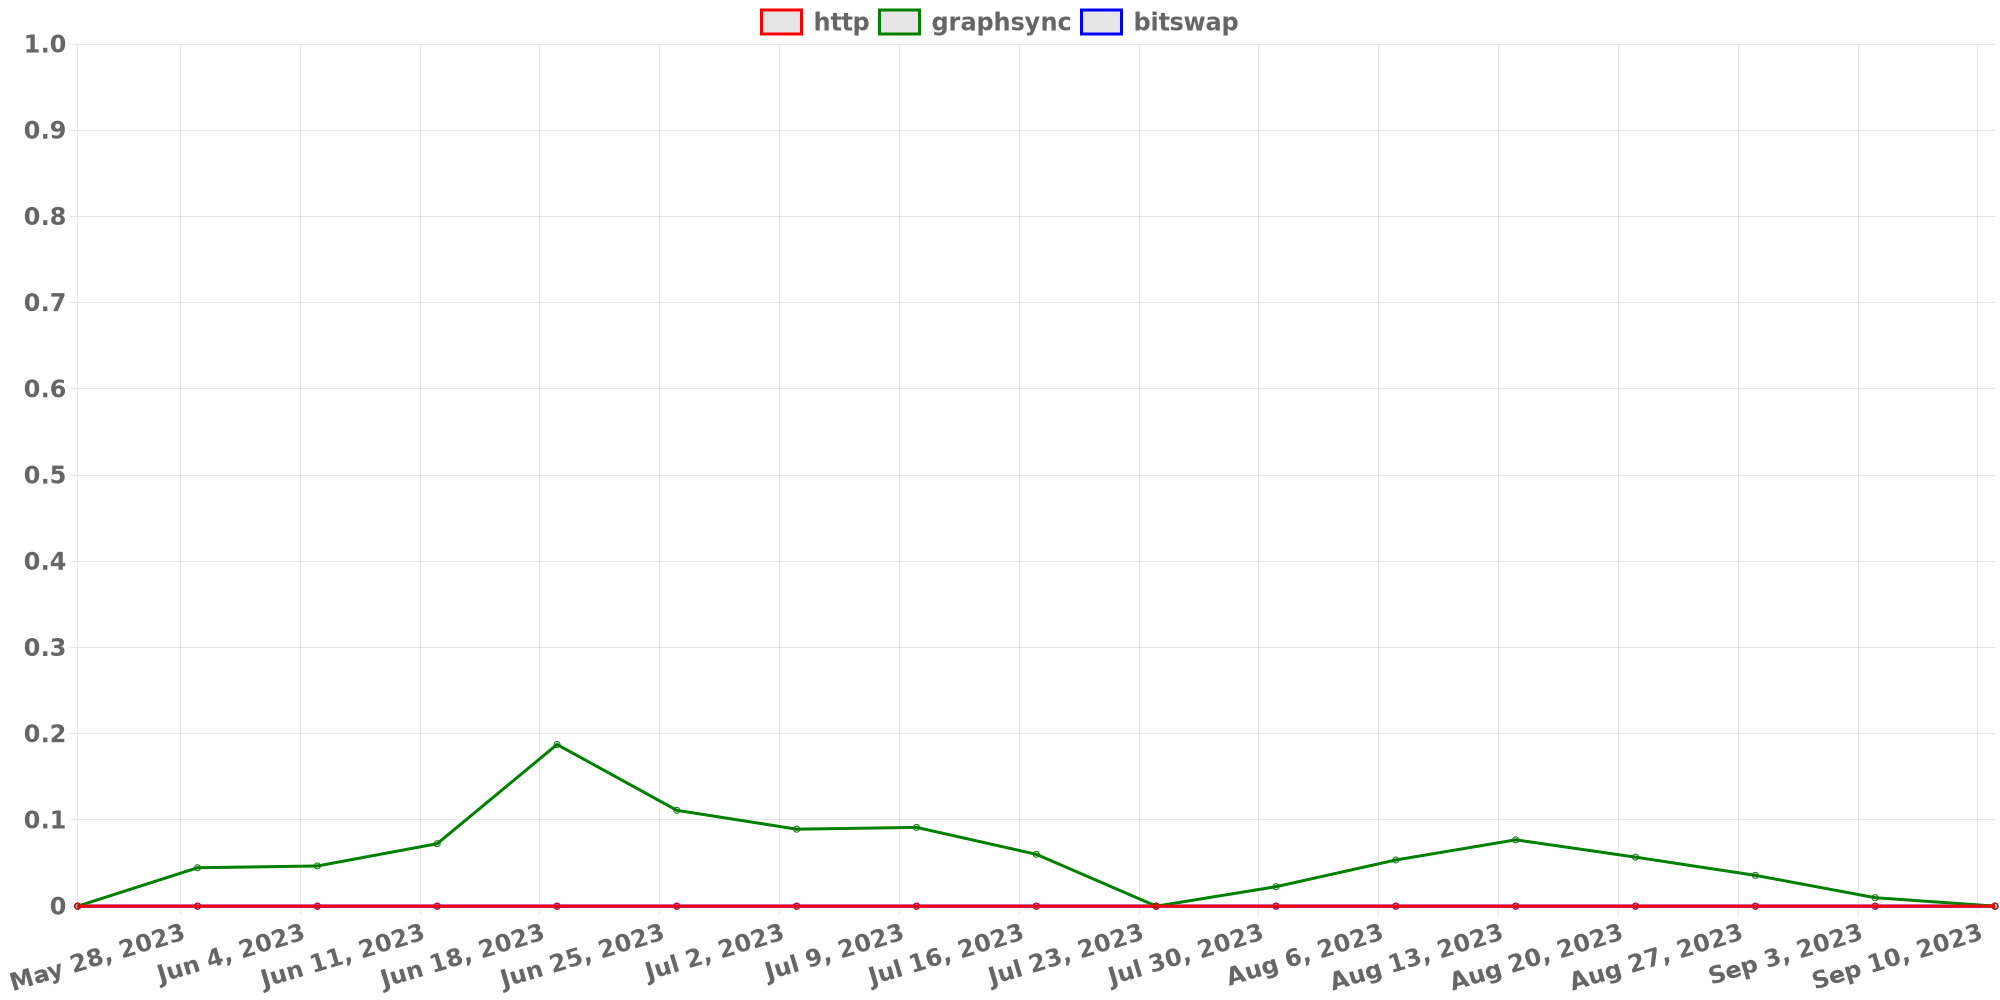 http graphsync bitswap
1.0
0.9
0.8
0.7
0.6
0.5
0.4
0.3
0.2
0.1
0
May 28, 2023
Jun 4, 2023
Jun 11, 2023
Jun 18, 2023
Jun 25, 2023
Jul 2, 2023
Jul 9, 2023
Jul 16, 2023
Jul 23, 2023
Jul 30, 2023
Aug 6, 2023
Aug 13, 2023
Aug 20, 2023
Aug 27, 2023
Sep 3, 2023
Sep 10, 2023